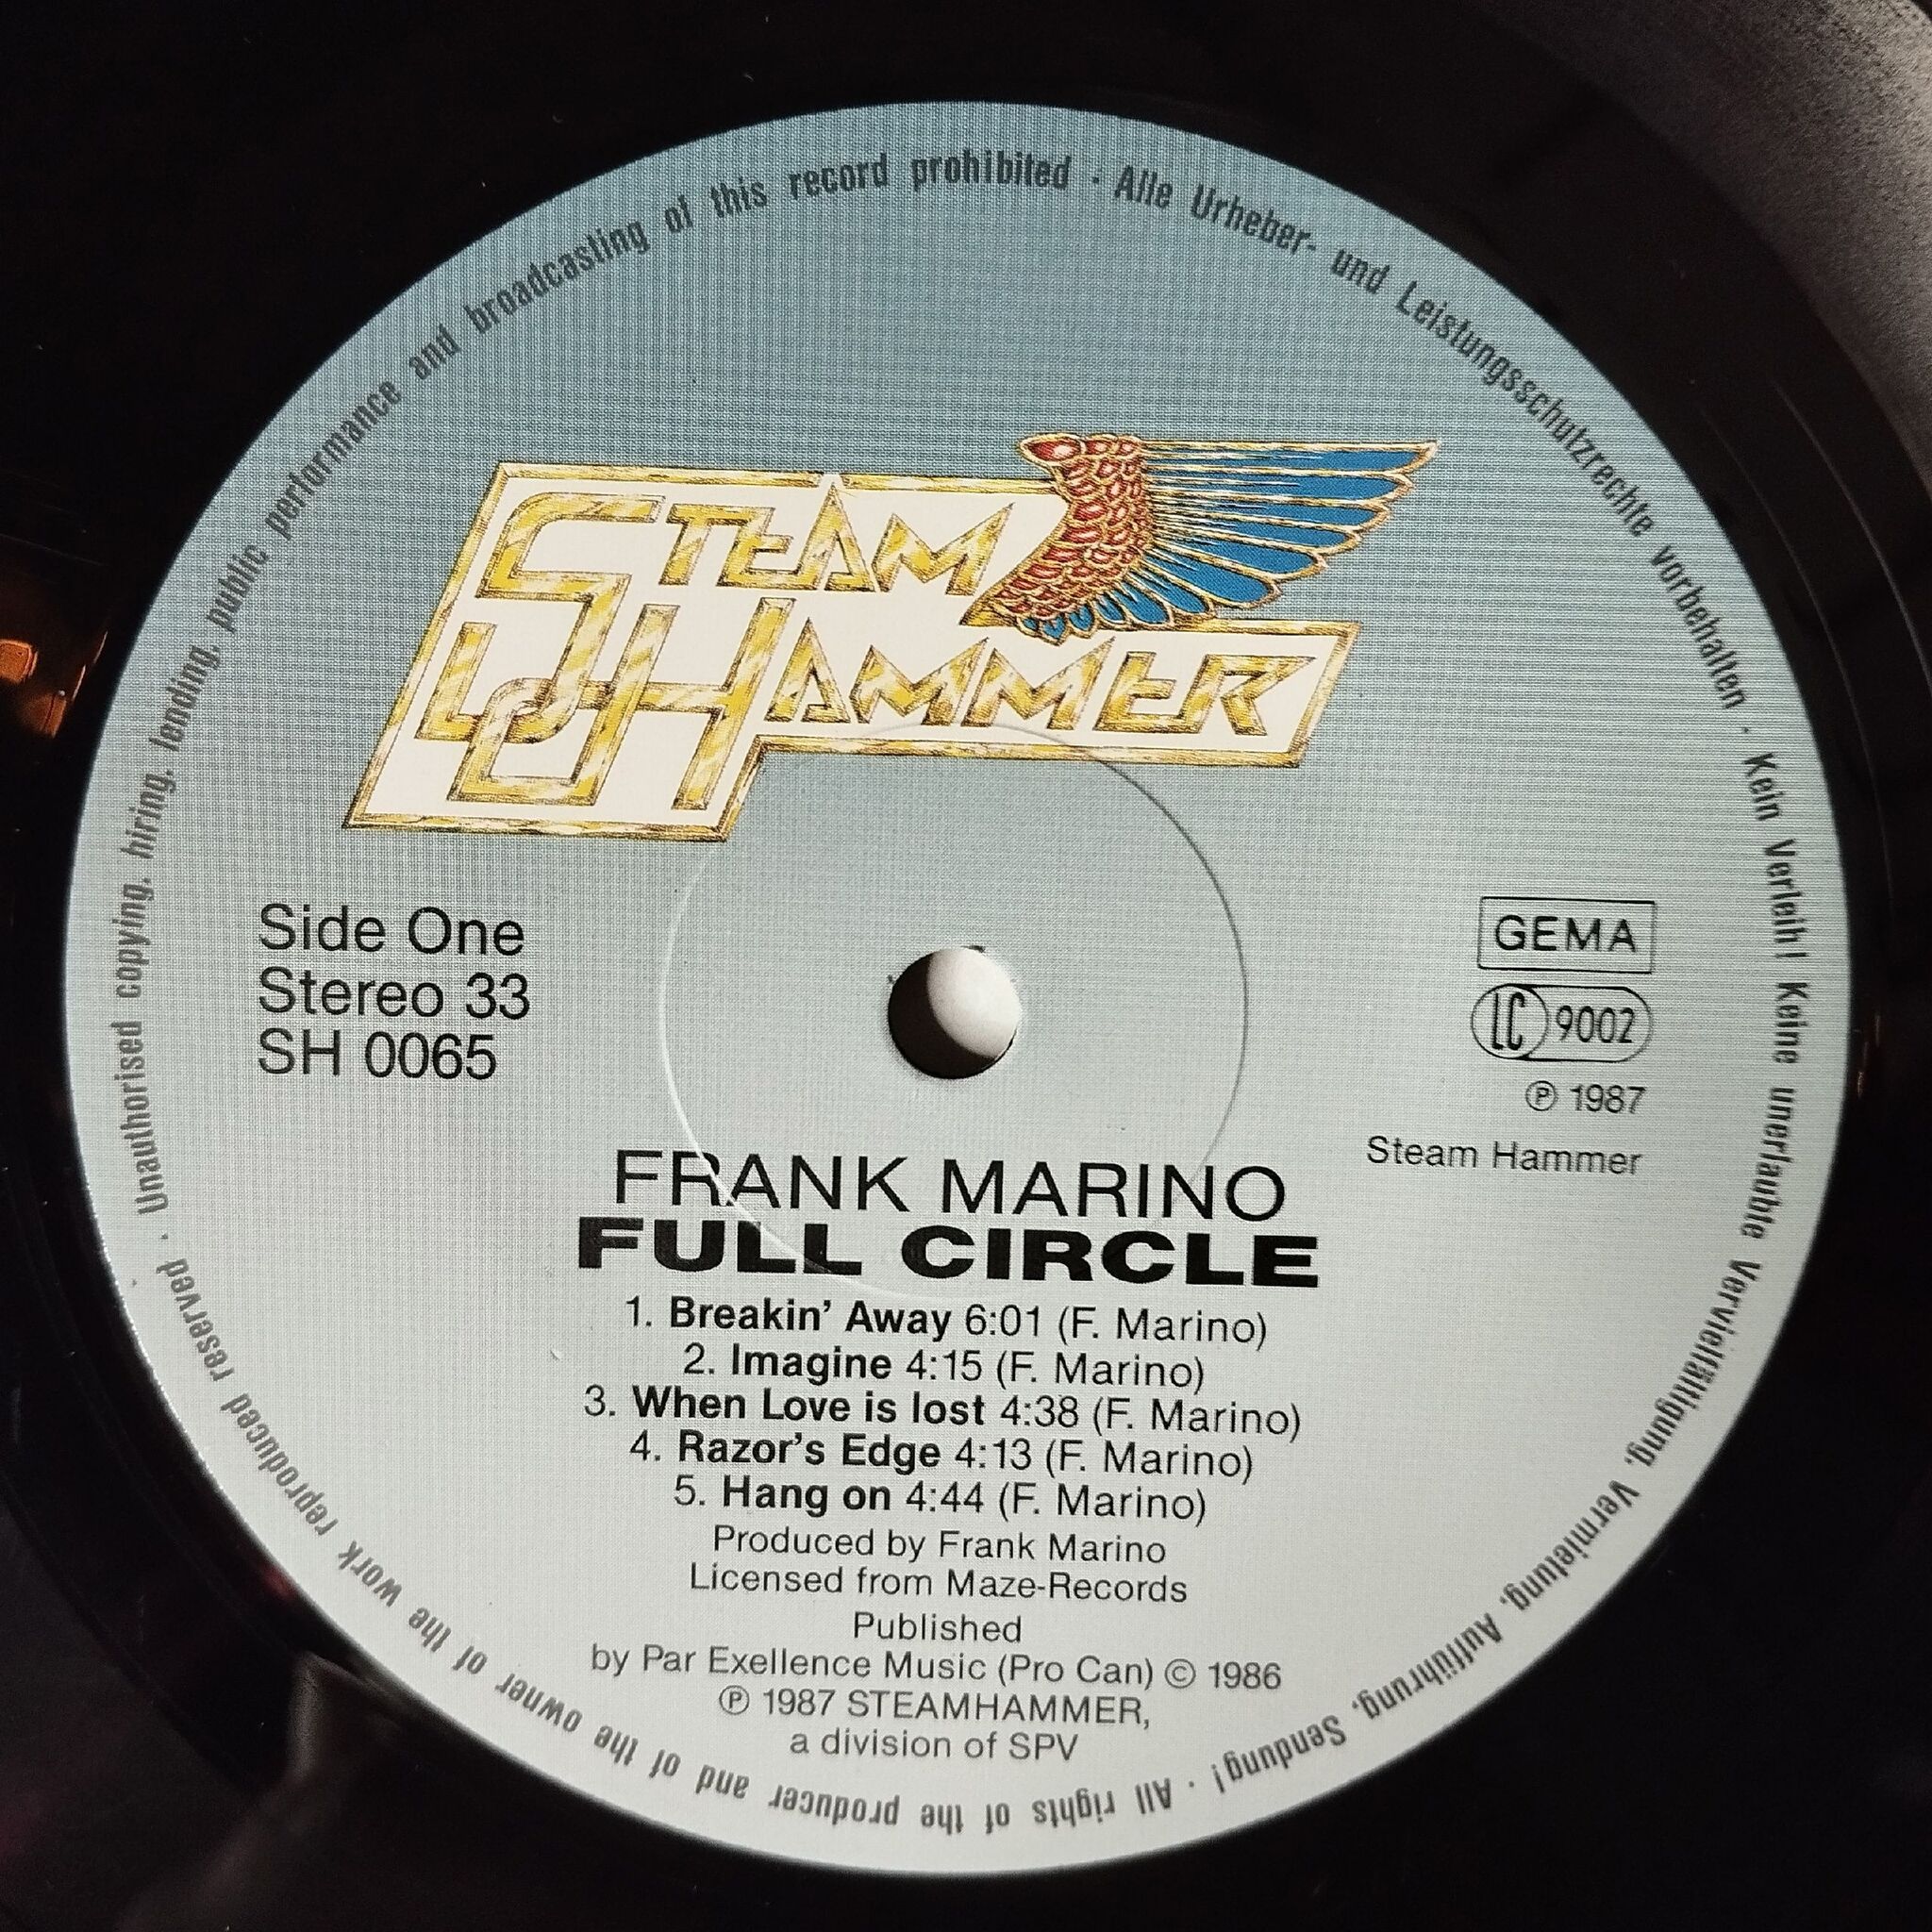 Unauthorised copying, hiring, lending, public performance and broadcasting of this record prohibited · Alle Urheber- und Leistungsschutzrechte vorbehalten · Kein Verleih! Keine unerlaubte Vervielfältigung, Vermietung, Aufführung, Sendung! · All rights of the producer and of the owner of the work reproduced reserved ·
STEAM
HAMMER
Side One
Stereo 33
SH 0065
GEMA
LC 9002
℗ 1987
Steam Hammer
FRANK MARINO
FULL CIRCLE
1. Breakin' Away 6:01 (F. Marino)
2. Imagine 4:15 (F. Marino)
3. When Love is lost 4:38 (F. Marino)
4. Razor's Edge 4:13 (F. Marino)
5. Hang on 4:44 (F. Marino)
Produced by Frank Marino
Licensed from Maze-Records
Published
by Par Exellence Music (Pro Can) © 1986
℗ 1987 STEAMHAMMER,
a division of SPV